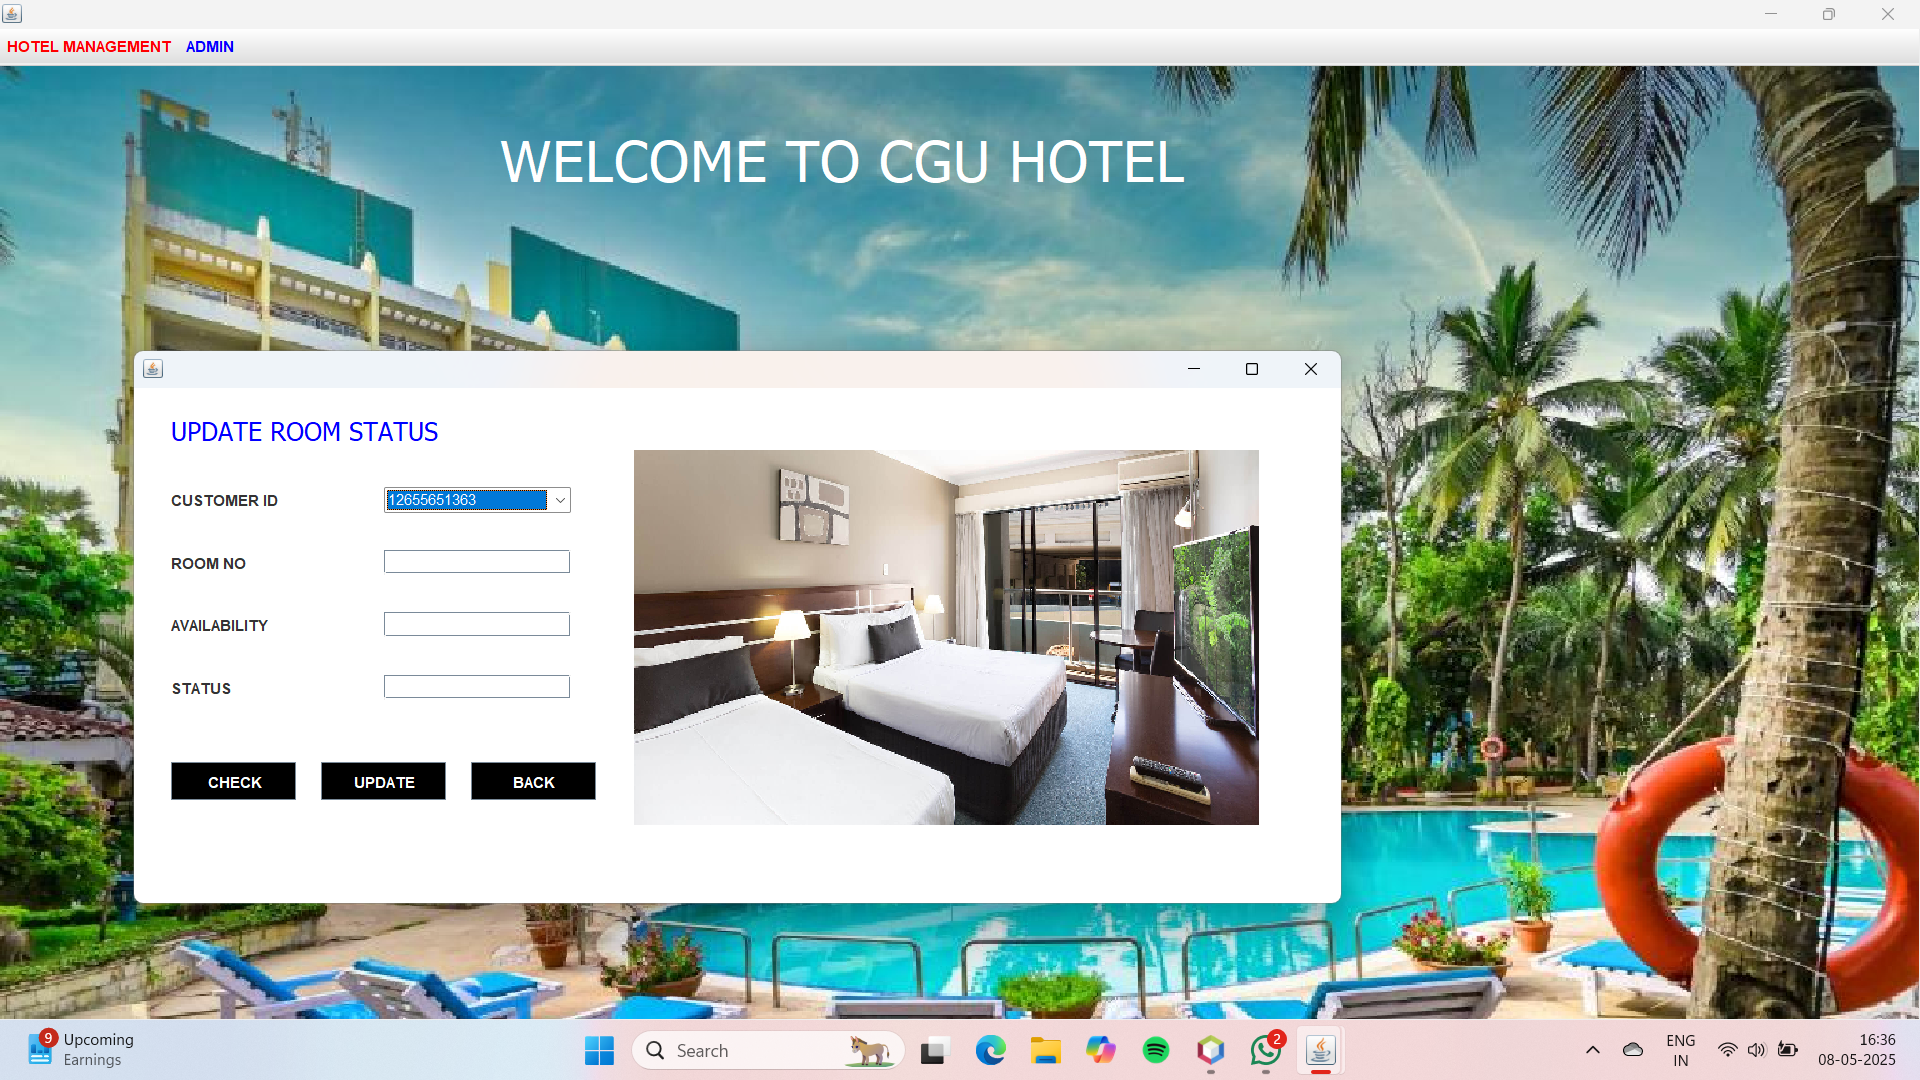 HOTEL MANAGEMENT ADMIN
WELCOME TO CGU HOTEL
UPDATE ROOM STATUS
CUSTOMER ID 12655651363
ROOM NO
AVAILABILITY
STATUS
CHECK UPDATE BACK
9 Upcoming
Earnings
Search
2
ENG
IN
16:36
08-05-2025